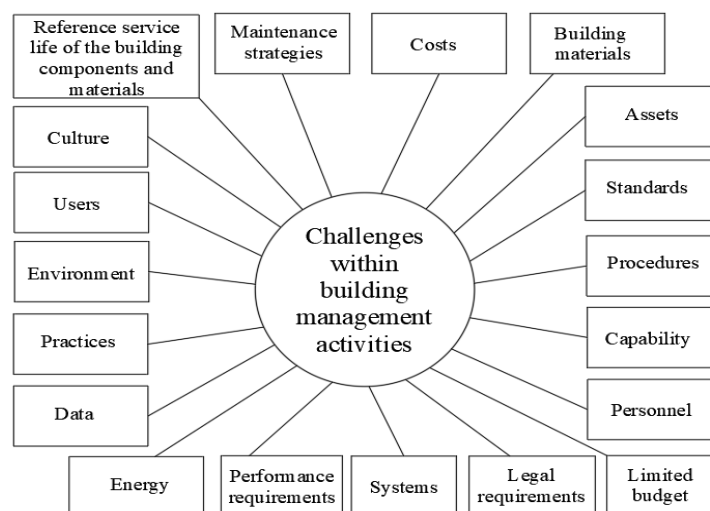 Reference service
life of the building
components and
materials
Maintenance
strategies
Costs
Building
materials
Assets
Culture
Standards
Users
Challenges
within
building
management
activities
Environment
Procedures
Practices
Capability
Data
Personnel
Energy
Performance
requirements
Systems
Legal
requirements
Limited
budget